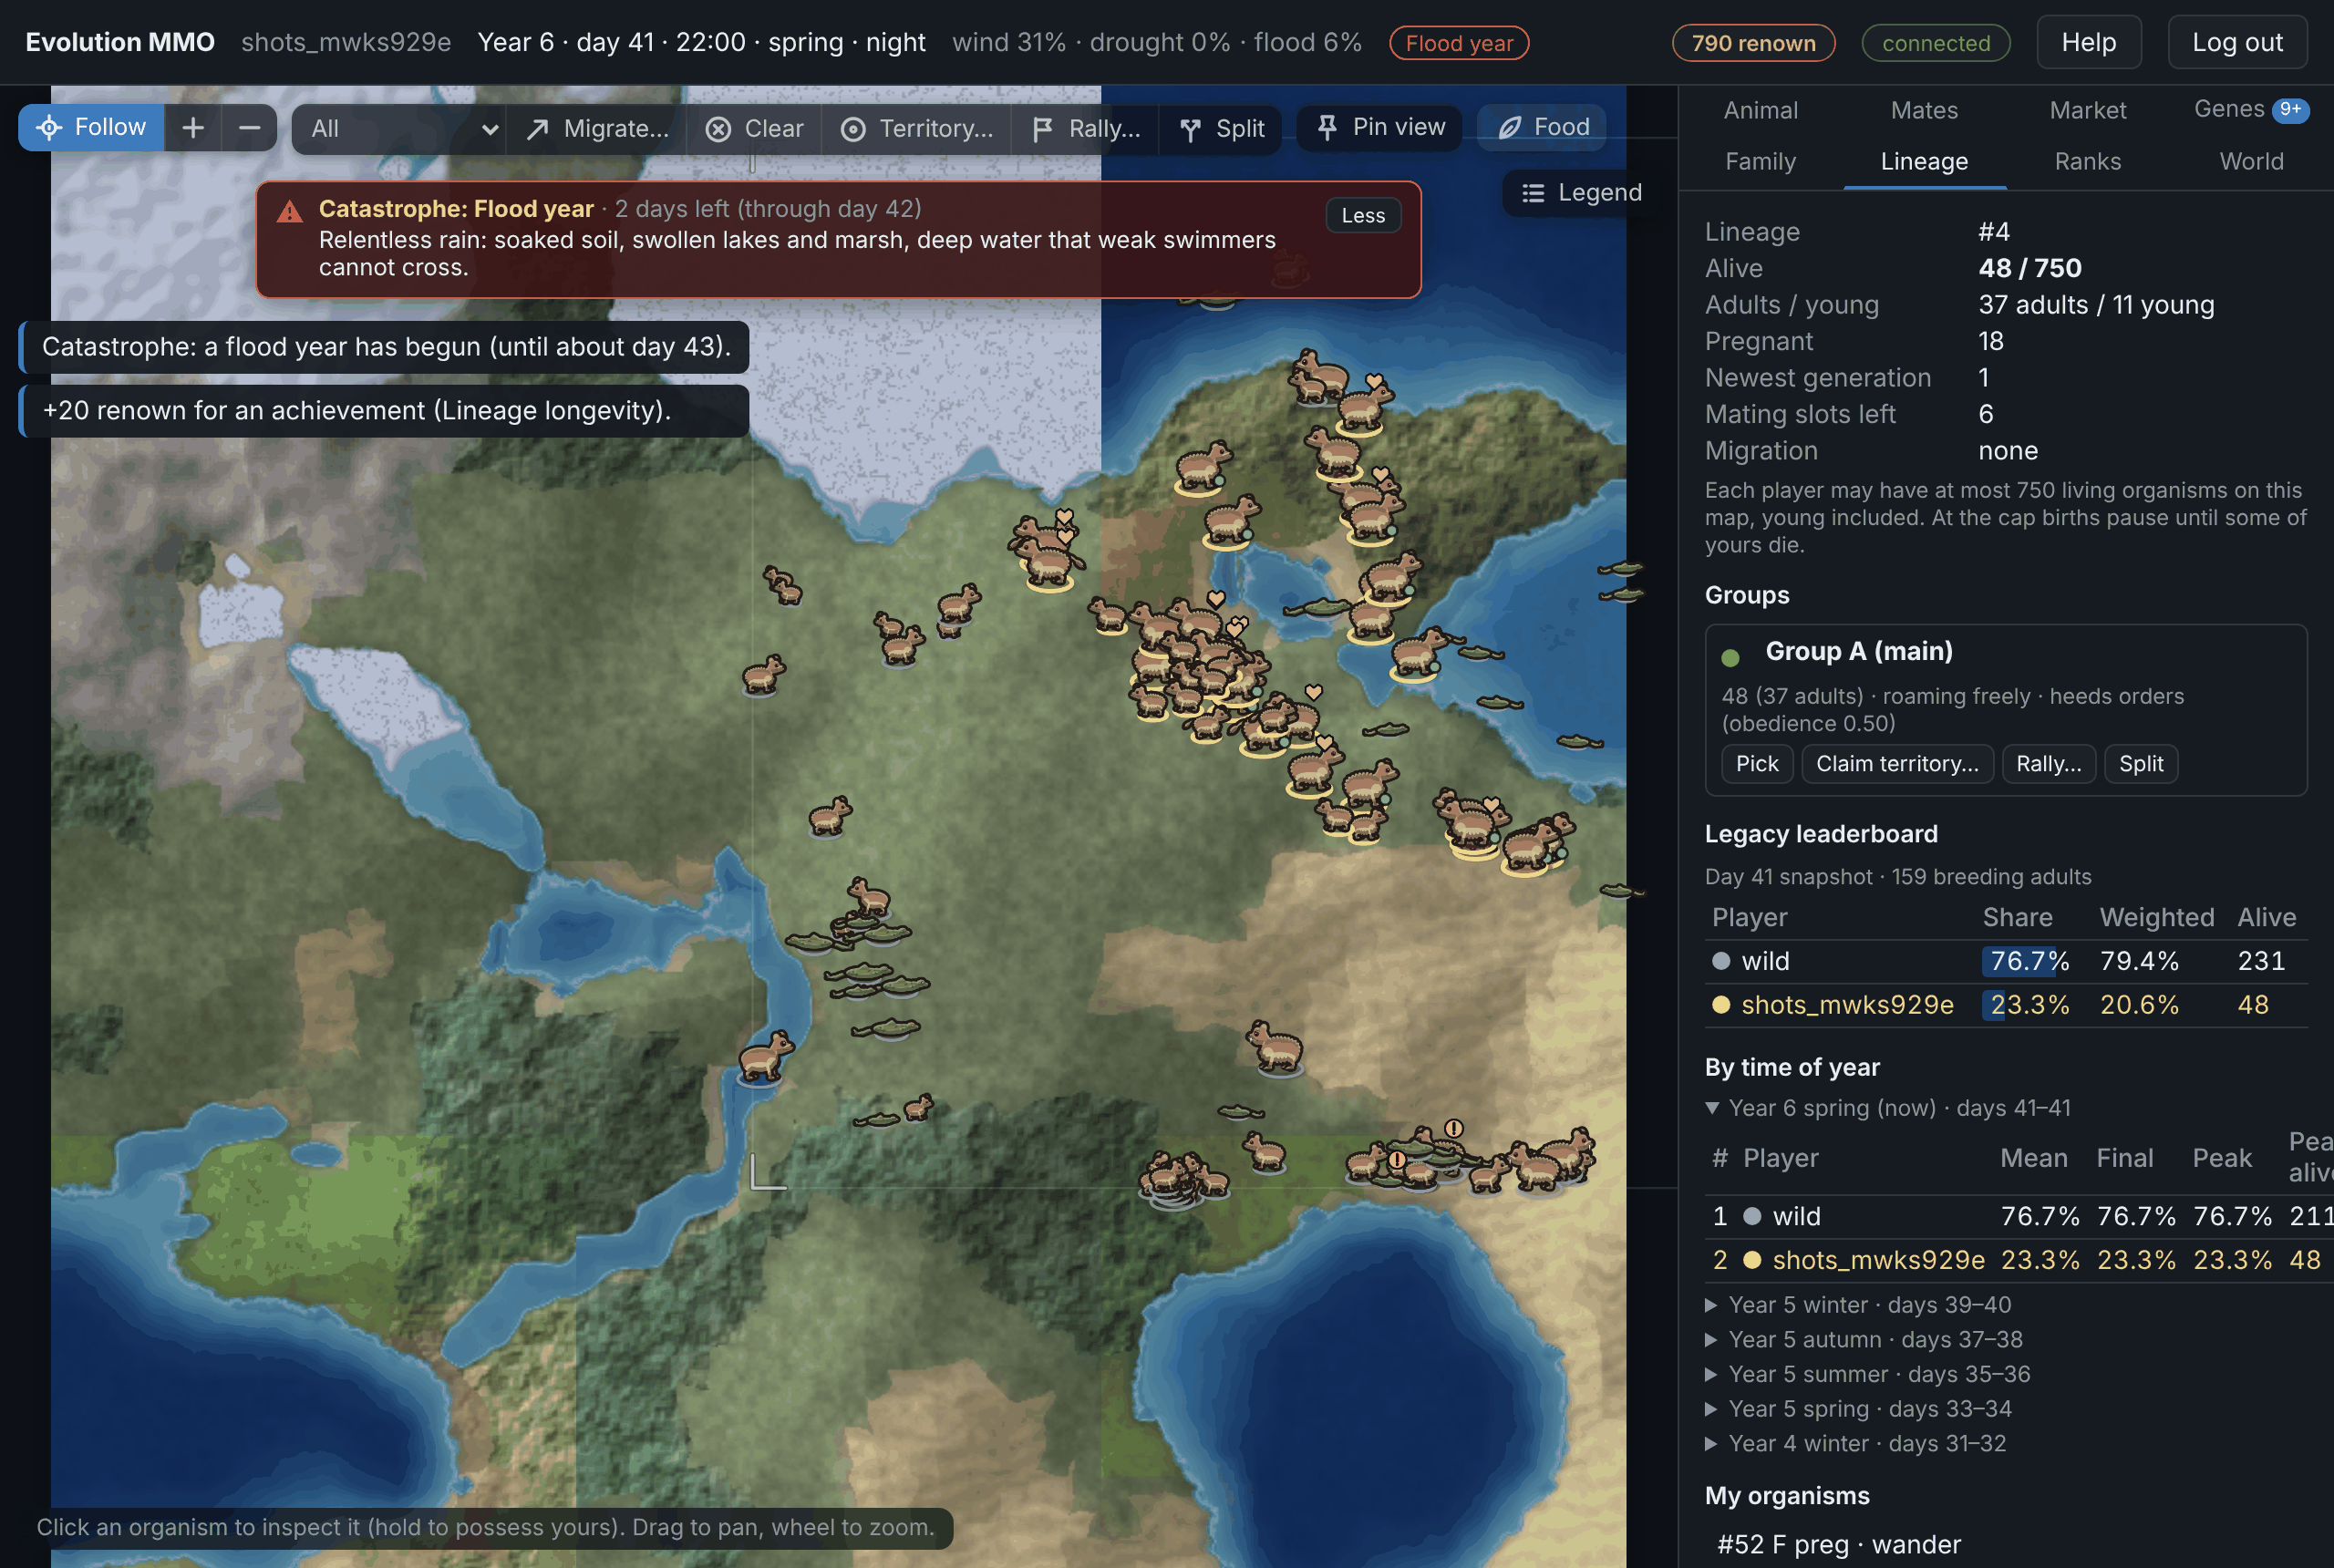 Evolution MMO shots_mwks929e Year 6 · day 41 · 22:00 · spring · night wind 31% · drought 0% · flood 6% Flood year 790 renown connected Help Log out
Follow + − All Migrate... Clear Territory... Rally... Split Pin view Food
Legend
Catastrophe: Flood year · 2 days left (through day 42) Less
Relentless rain: soaked soil, swollen lakes and marsh, deep water that weak swimmers
cannot cross.
Catastrophe: a flood year has begun (until about day 43).
+20 renown for an achievement (Lineage longevity).
Click an organism to inspect it (hold to possess yours). Drag to pan, wheel to zoom.
Animal Mates Market Genes 9+
Family Lineage Ranks World
Lineage #4
Alive 48 / 750
Adults / young 37 adults / 11 young
Pregnant 18
Newest generation 1
Mating slots left 6
Migration none
Each player may have at most 750 living organisms on this
map, young included. At the cap births pause until some of
yours die.
Groups
Group A (main)
48 (37 adults) · roaming freely · heeds orders
(obedience 0.50)
Pick Claim territory... Rally... Split
Legacy leaderboard
Day 41 snapshot · 159 breeding adults
Player Share Weighted Alive
wild 76.7% 79.4% 231
shots_mwks929e 23.3% 20.6% 48
By time of year
▼ Year 6 spring (now) · days 41–41
# Player Mean Final Peak
1 wild 76.7% 76.7% 76.7% 211
2 shots_mwks929e 23.3% 23.3% 23.3% 48
▶ Year 5 winter · days 39–40
▶ Year 5 autumn · days 37–38
▶ Year 5 summer · days 35–36
▶ Year 5 spring · days 33–34
▶ Year 4 winter · days 31–32
My organisms
#52 F preg · wander